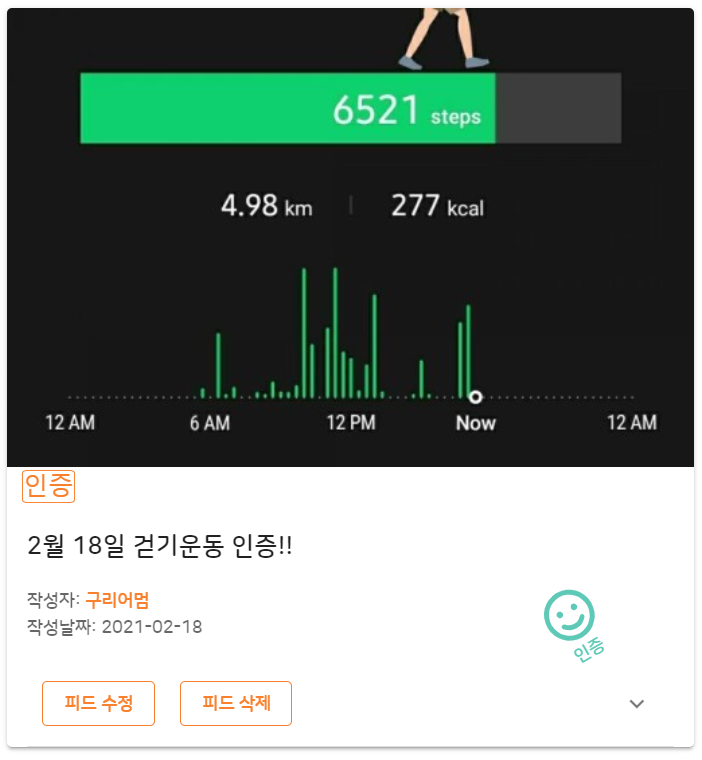 6521 steps
4.98 km | 277 kcal
12 AM 6 AM 12 PM Now 12 AM
인증
2월 18일 걷기운동 인증!!
작성자: 구리어멈
작성날짜: 2021-02-18
인증
피드 수정 피드 삭제